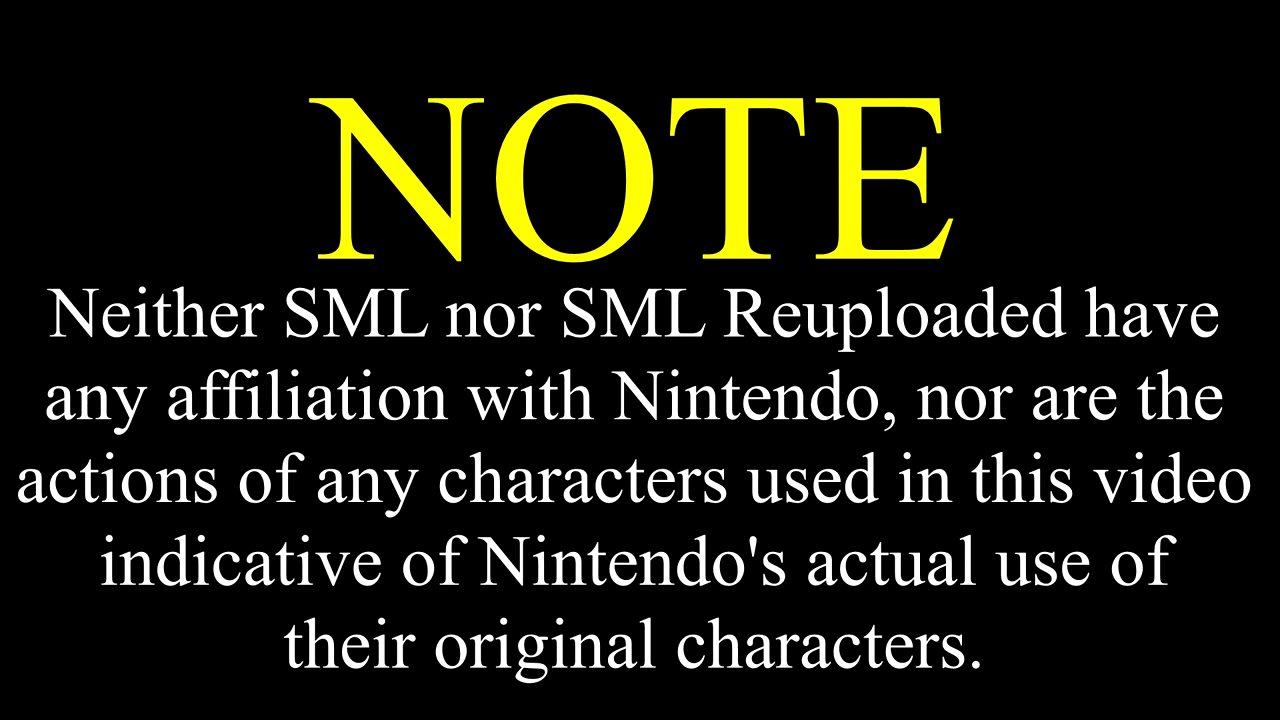 NOTE
Neither SML nor SML Reuploaded have
any affiliation with Nintendo, nor are the
actions of any characters used in this video
indicative of Nintendo's actual use of
their original characters.